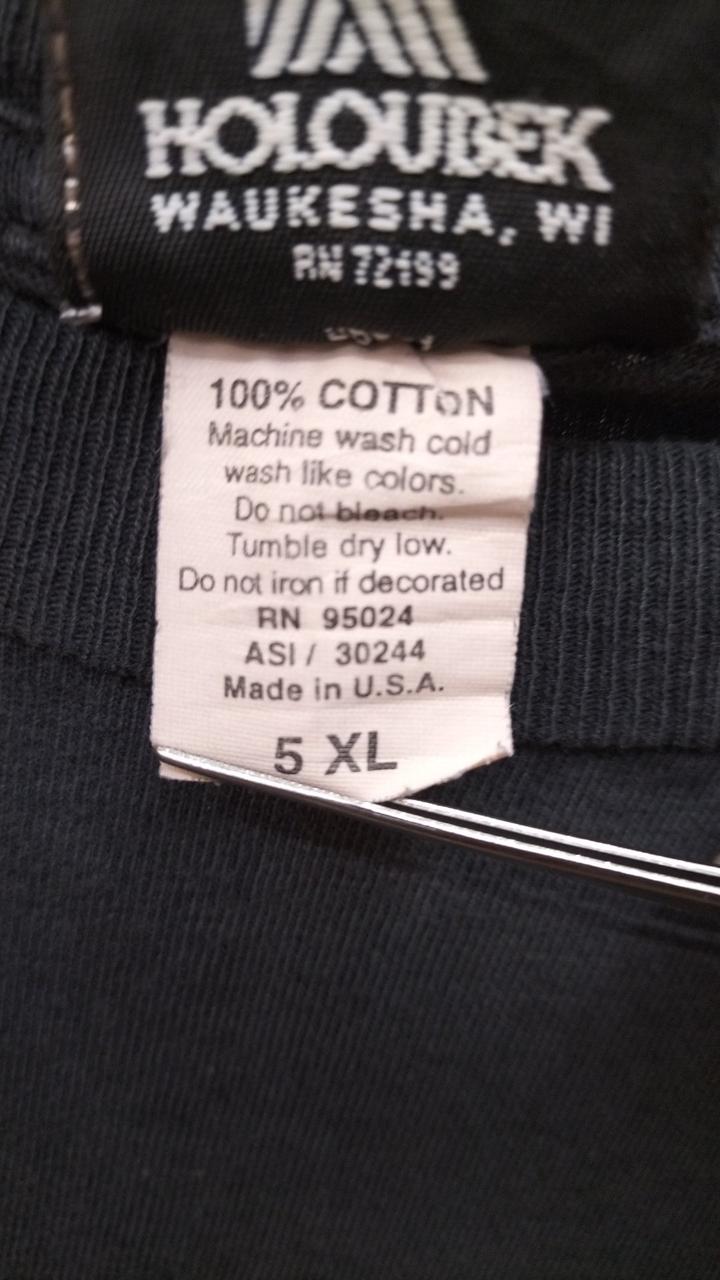 HOLOUBEK
WAUKESHA, WI
RN 72199
100% COTTON
Machine wash cold
wash like colors.
Do not bleach.
Tumble dry low.
Do not iron if decorated
RN 95024
ASI / 30244
Made in U.S.A.
5 XL